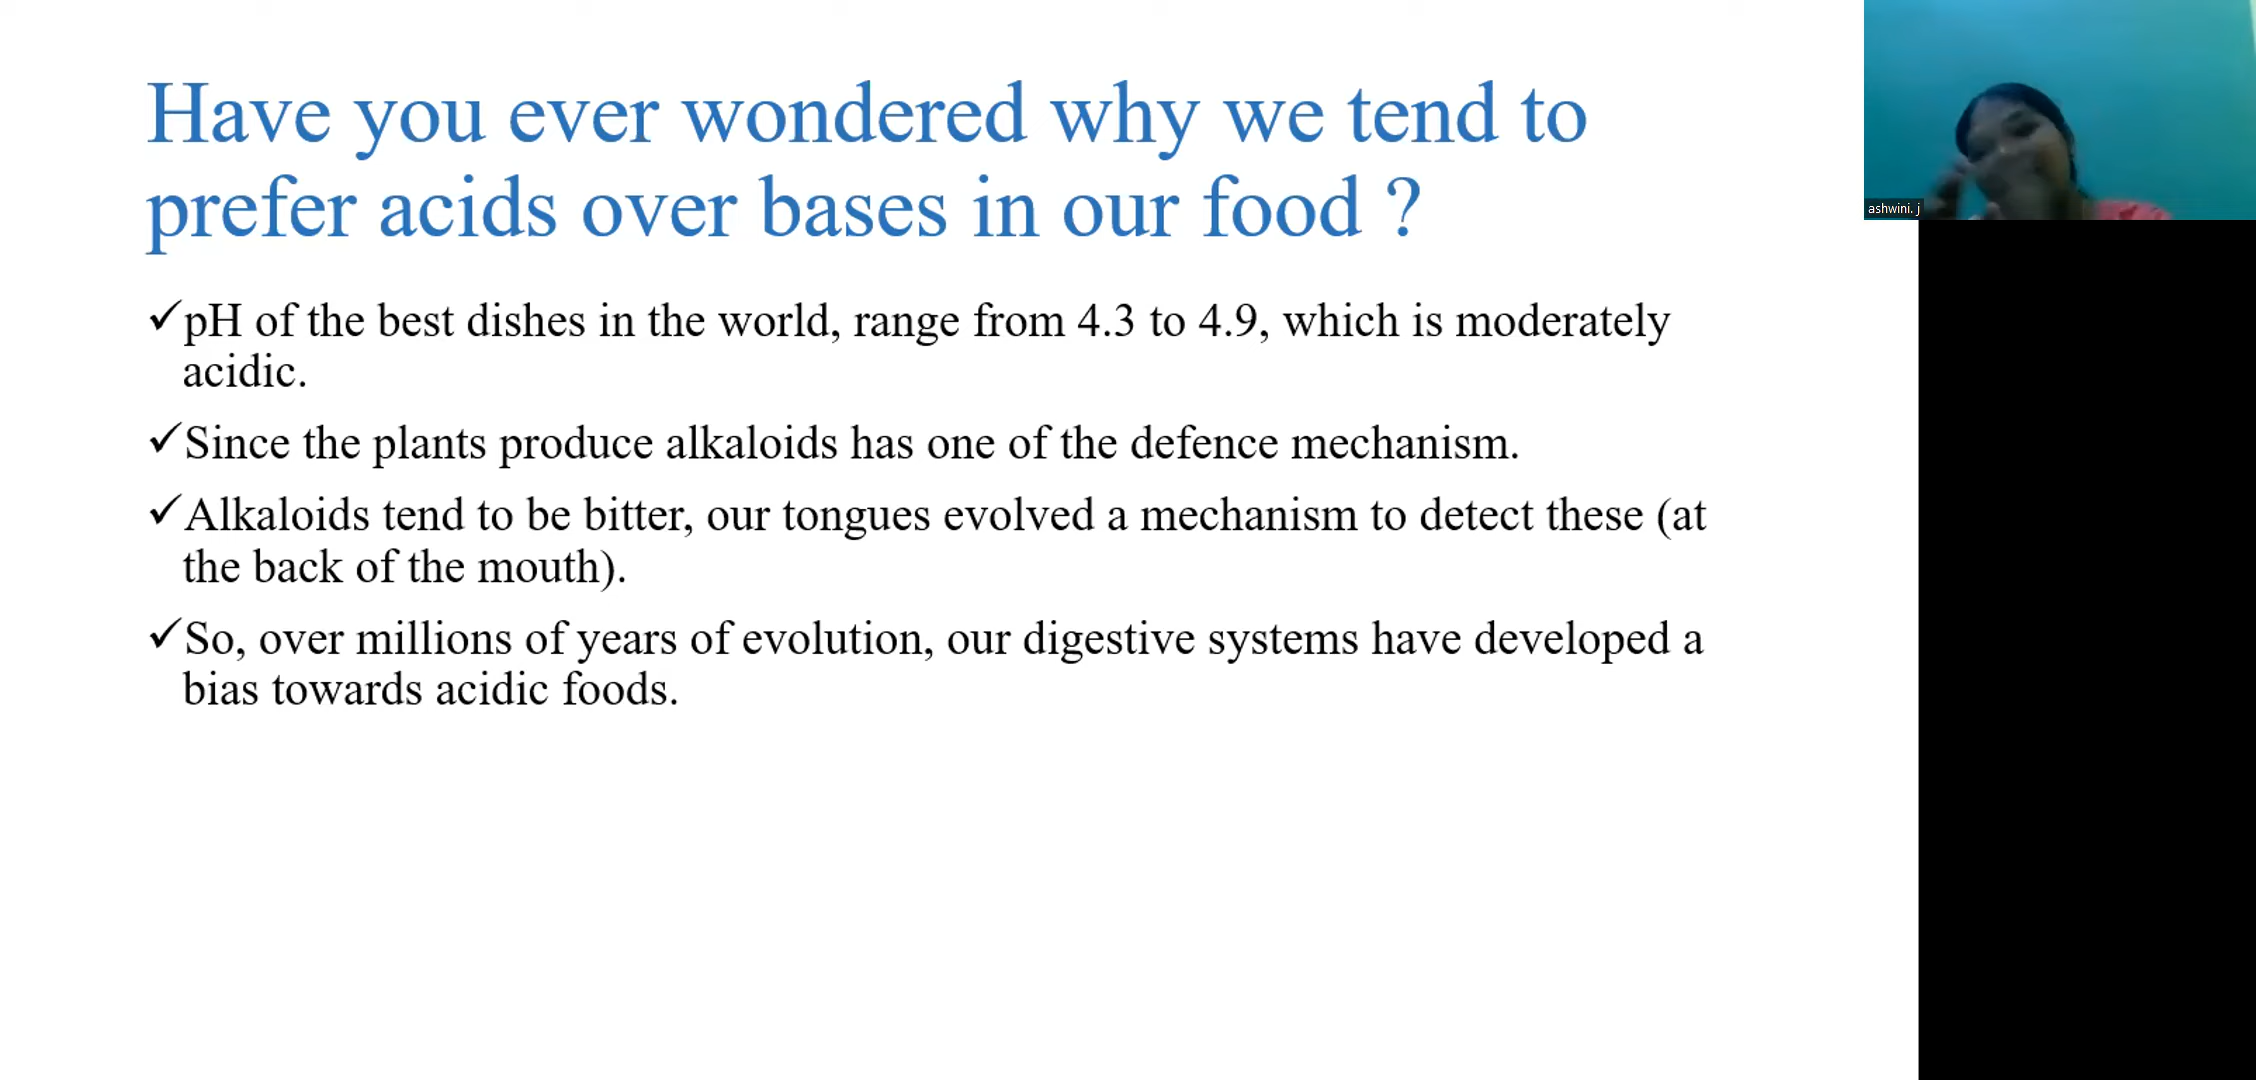 Have you ever wondered why we tend to
prefer acids over bases in our food ?
✓pH of the best dishes in the world, range from 4.3 to 4.9, which is moderately
acidic.
✓Since the plants produce alkaloids has one of the defence mechanism.
✓Alkaloids tend to be bitter, our tongues evolved a mechanism to detect these (at
the back of the mouth).
✓So, over millions of years of evolution, our digestive systems have developed a
bias towards acidic foods.
ashwini. j